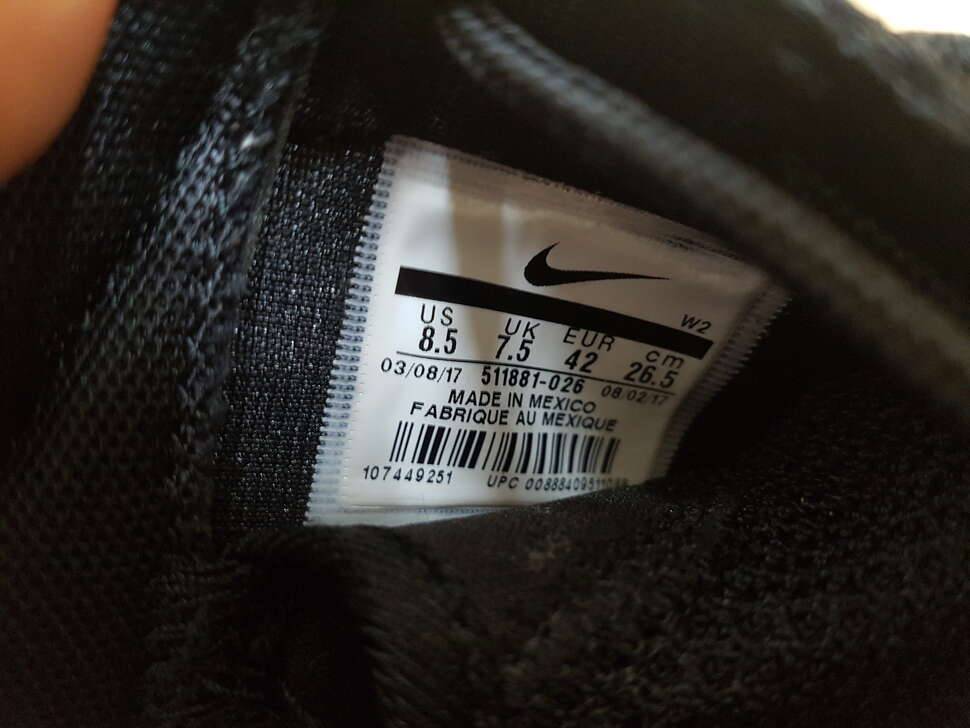 W2
US UK EUR cm
8.5 7.5 42 26.5
03/08/17 511881-026 08/02/17
MADE IN MEXICO
FABRIQUE AU MEXIQUE
107449251 UPC